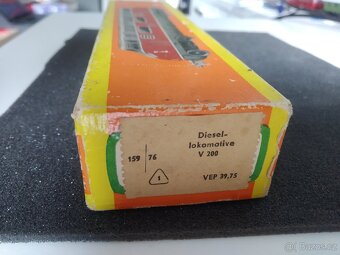 Diesel-
lokomotive
V 200
159 / 76
1
VEP 39,75